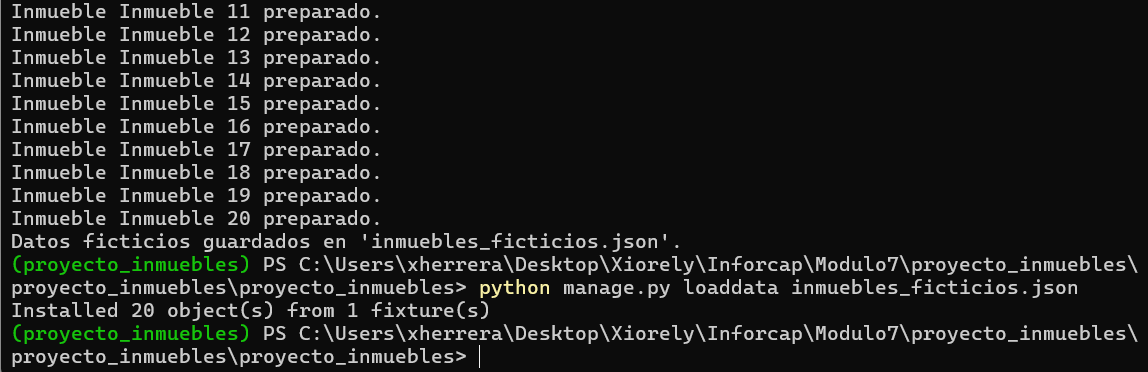 Inmueble Inmueble 11 preparado.
Inmueble Inmueble 12 preparado.
Inmueble Inmueble 13 preparado.
Inmueble Inmueble 14 preparado.
Inmueble Inmueble 15 preparado.
Inmueble Inmueble 16 preparado.
Inmueble Inmueble 17 preparado.
Inmueble Inmueble 18 preparado.
Inmueble Inmueble 19 preparado.
Inmueble Inmueble 20 preparado.
Datos ficticios guardados en 'inmuebles_ficticios.json'.
(proyecto_inmuebles) PS C:\Users\xherrera\Desktop\Xiorely\Inforcap\Modulo7\proyecto_inmuebles\
proyecto_inmuebles\proyecto_inmuebles> python manage.py loaddata inmuebles_ficticios.json
Installed 20 object(s) from 1 fixture(s)
(proyecto_inmuebles) PS C:\Users\xherrera\Desktop\Xiorely\Inforcap\Modulo7\proyecto_inmuebles\
proyecto_inmuebles\proyecto_inmuebles>